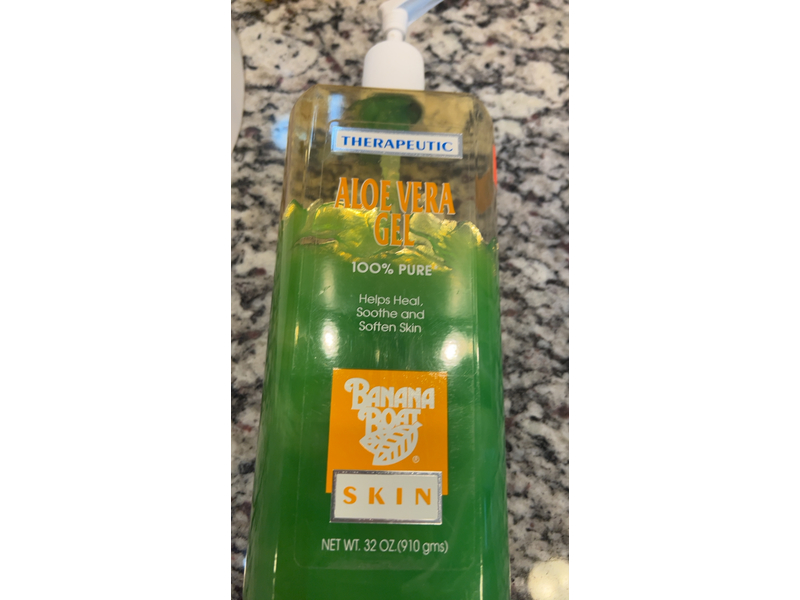 THERAPEUTIC
ALOE VERA
GEL
100% PURE
Helps Heal,
Soothe and
Soften Skin
BANANA
BOAT
®
SKIN
NET WT. 32 OZ.(910 gms)